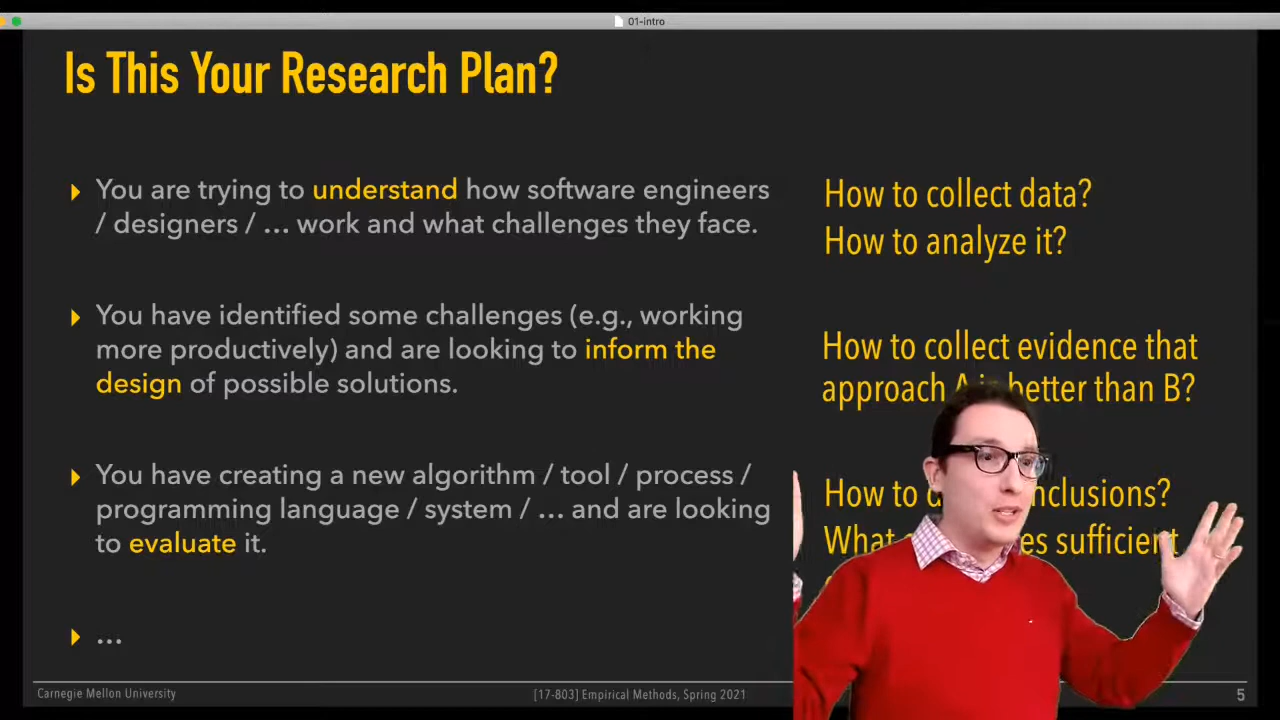 01-intro
Is This Your Research Plan?
You are trying to understand how software engineers
/ designers / … work and what challenges they face.
You have identified some challenges (e.g., working
more productively) and are looking to inform the
design of possible solutions.
You have creating a new algorithm / tool / process /
programming language / system / … and are looking
to evaluate it.
…
How to collect data?
How to analyze it?
How to collect evidence that
approach A is better than B?
How to
What sufficient
Carnegie Mellon University
[17-803] Empirical Methods, Spring 2021
5